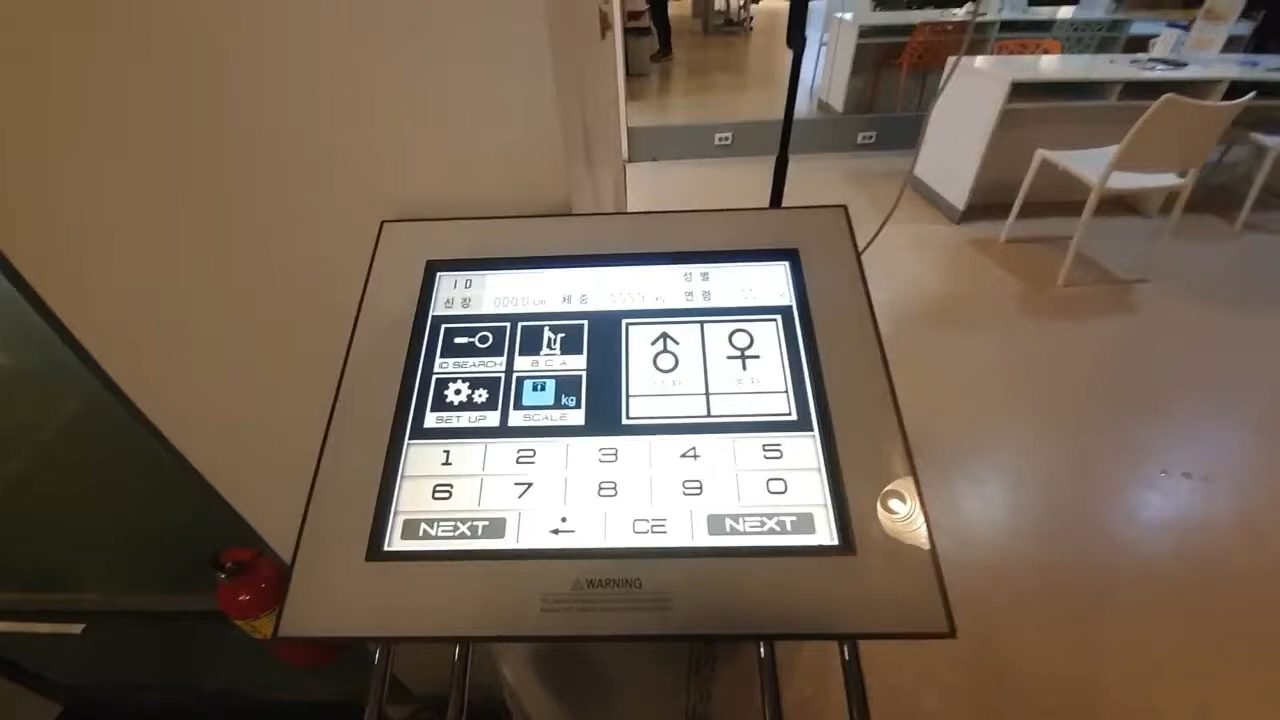 ID 성별
신장 000.0 cm 체중 kg 연령
ID SEARCH B.C.A
SET UP kg SCALE
1 2 3 4 5
6 7 8 9 0
NEXT CE NEXT
WARNING